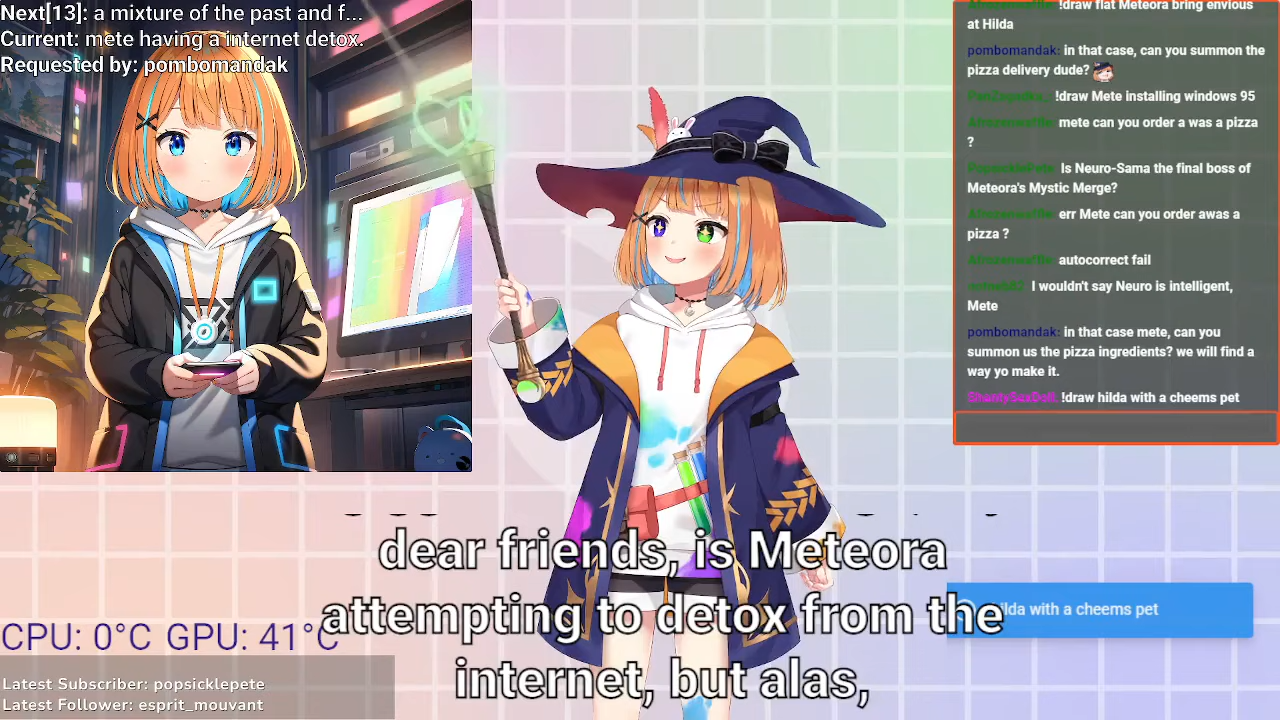 Next[13]: a mixture of the past and f...
Current: mete having a internet detox.
Requested by: pombomandak
!draw flat Meteora bring envious
at Hilda
pombomandak: in that case, can you summon the
pizza delivery dude?
!draw Mete installing windows 95
Afrozenwaffle: mete can you order a was a pizza
?
PopsicklePete: Is Neuro-Sama the final boss of
Meteora's Mystic Merge?
Afrozenwaffle: err Mete can you order awas a
pizza ?
Afrozenwaffle: autocorrect fail
I wouldn't say Neuro is intelligent,
Mete
pombomandak: in that case mete, can you
summon us the pizza ingredients? we will find a
way yo make it.
!draw hilda with a cheems pet
dear friends, is Meteora
attempting to detox from the
internet, but alas,
ilda with a cheems pet
CPU: 0°C GPU: 41°C
Latest Subscriber: popsicklepete
Latest Follower: esprit_mouvant